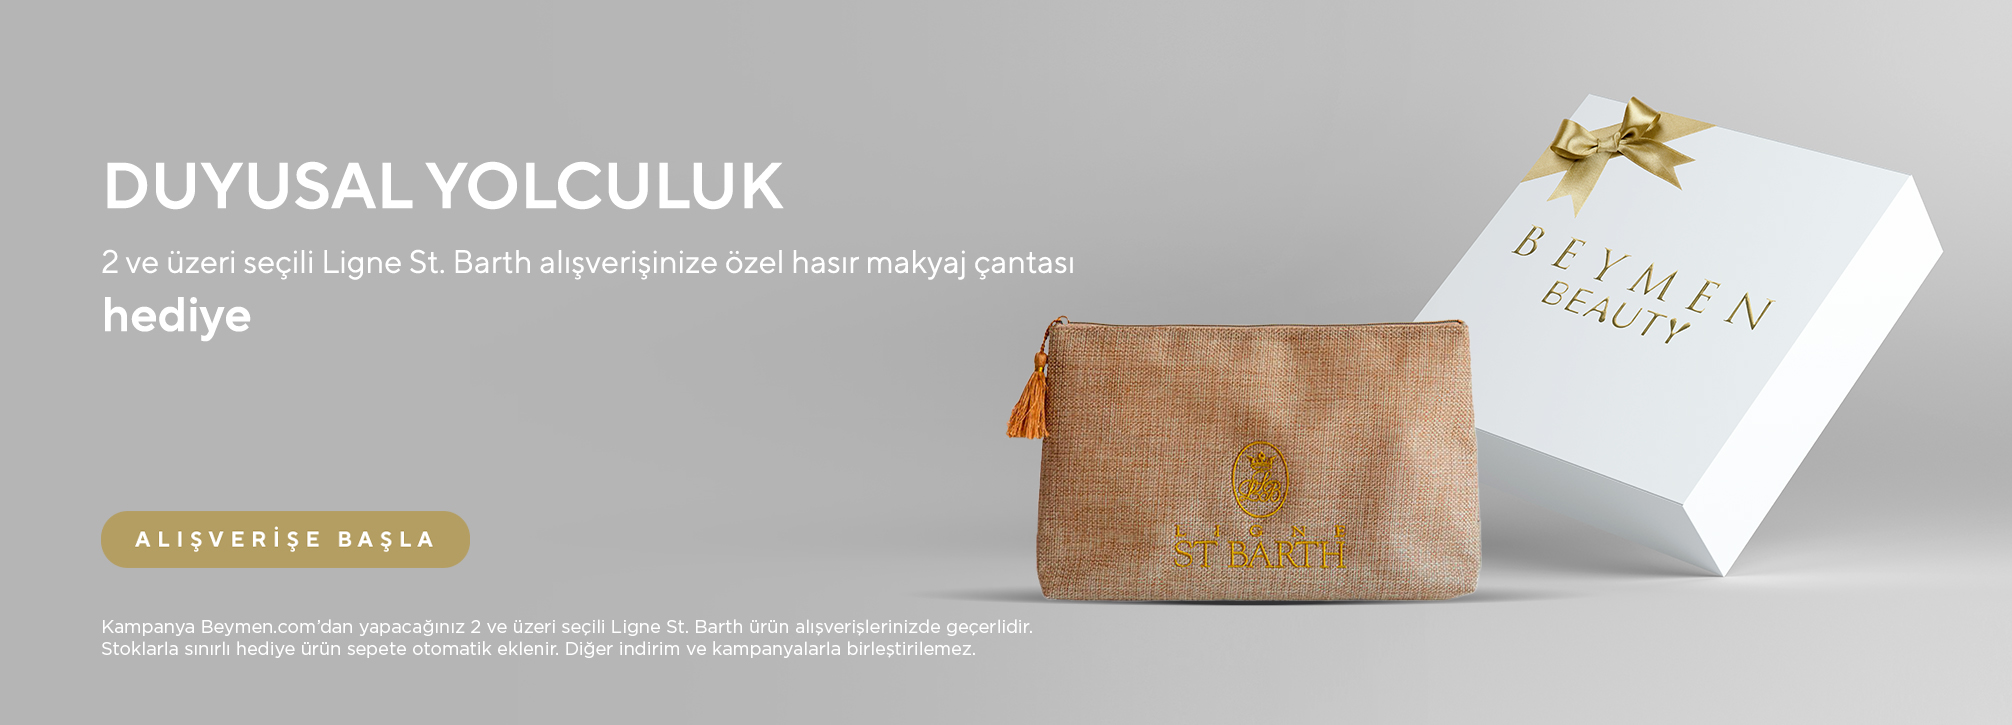 DUYUSAL YOLCULUK
2 ve üzeri seçili Ligne St. Barth alışverişinize özel hasır makyaj çantası
hediye
BEYMEN
BEAUTY
LIGNE
ST BARTH
ALIŞVERİŞE BAŞLA
Kampanya Beymen.com’dan yapacağınız 2 ve üzeri seçili Ligne St. Barth ürün alışverişlerinizde geçerlidir.
Stoklarla sınırlı hediye ürün sepete otomatik eklenir. Diğer indirim ve kampanyalarla birleştirilemez.